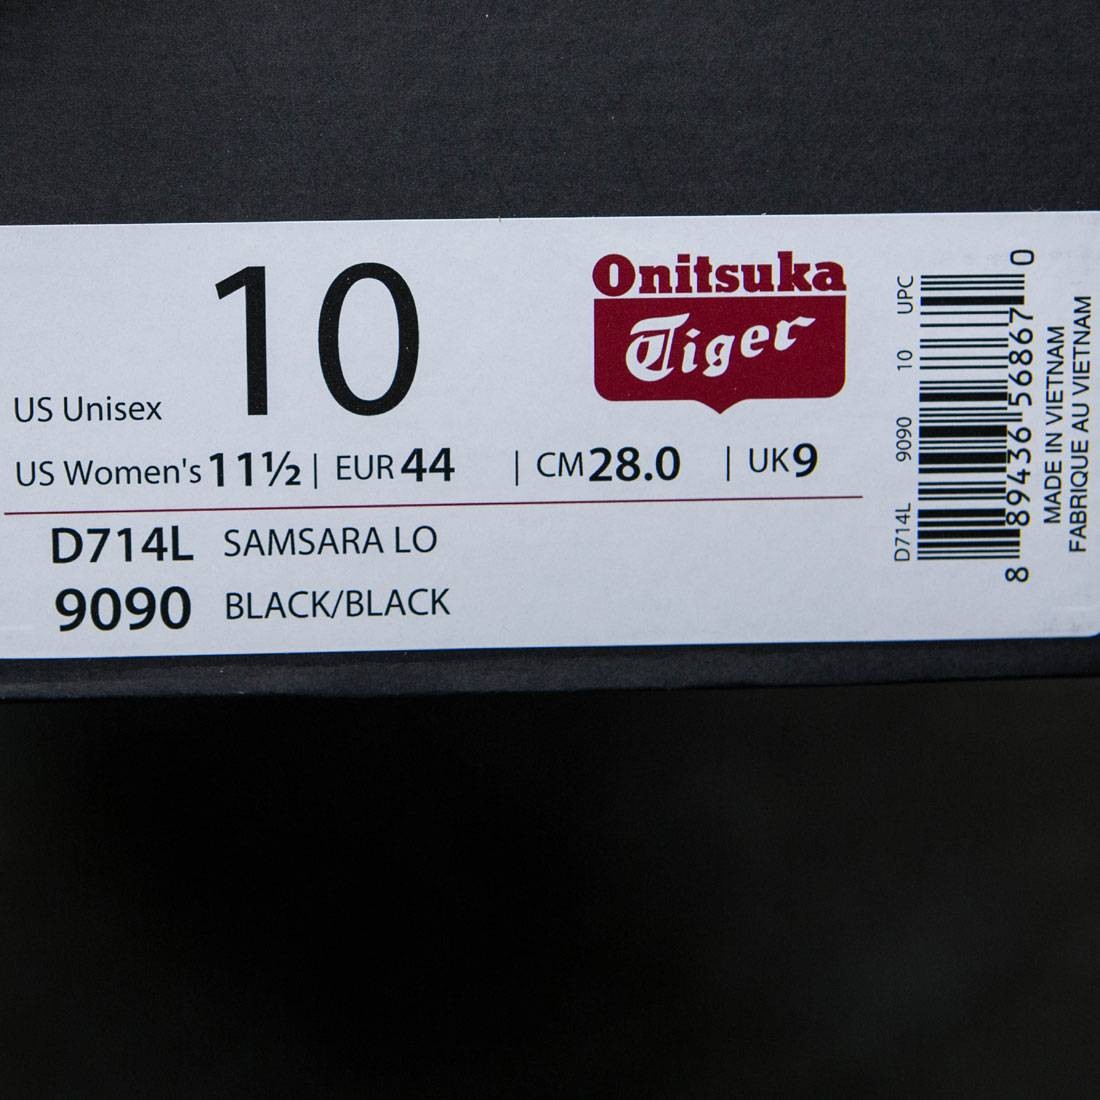 10
US Unisex
US Women's 11½ | EUR 44 | CM 28.0 | UK 9
D714L SAMSARA LO
9090 BLACK/BLACK
Onitsuka
Tiger
D714L 9090 10 UPC
8 89436 56867 0
MADE IN VIETNAM
FABRIQUE AU VIETNAM